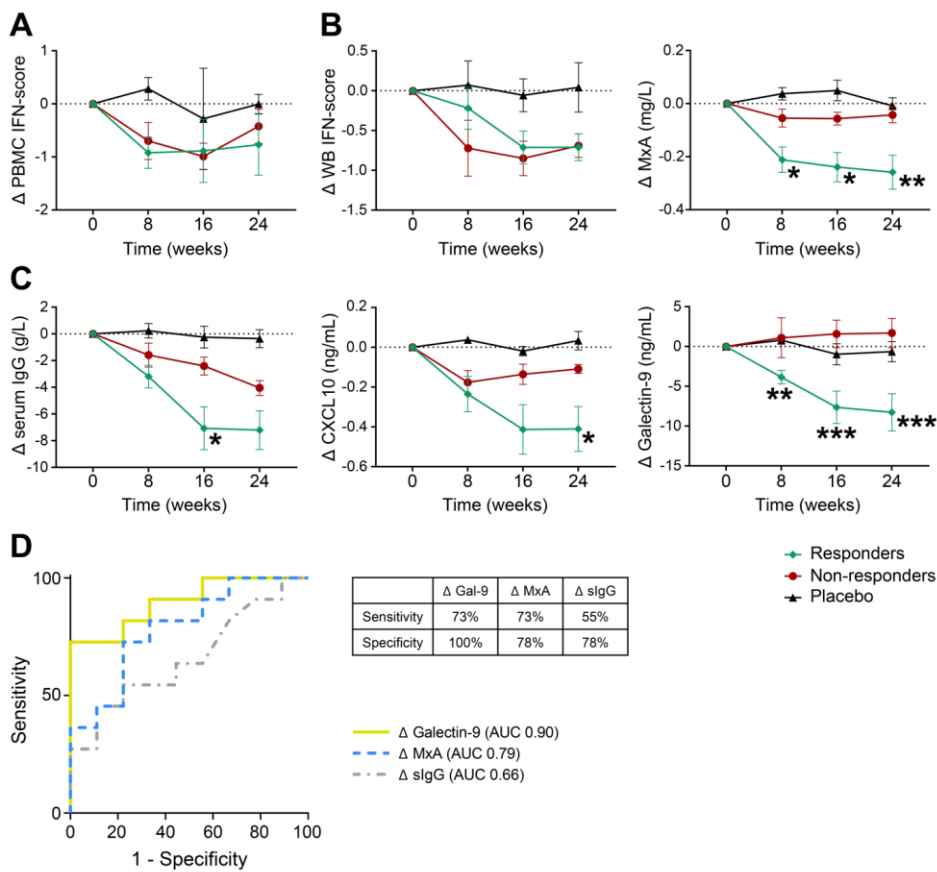 A
Δ PBMC IFN-score
1
0
-1
-2
0 8 16 24
Time (weeks)
B
Δ WB IFN-score
0.5
0.0
-0.5
-1.0
-1.5
0 8 16 24
Time (weeks)
Δ MxA (mg/L)
0.2
0.0
-0.2
-0.4
* * **
0 8 16 24
Time (weeks)
C
Δ serum IgG (g/L)
2
0
-2
-4
-6
-8
-10
*
0 8 16 24
Time (weeks)
Δ CXCL10 (ng/mL)
0.2
0.0
-0.2
-0.4
-0.6
*
0 8 16 24
Time (weeks)
Δ Galectin-9 (ng/mL)
5
0
-5
-10
-15
** *** ***
0 8 16 24
Time (weeks)
Responders
Non-responders
Placebo
D
Sensitivity
100
50
0
0 20 40 60 80 100
1 - Specificity
Δ Gal-9 Δ MxA Δ sIgG
Sensitivity 73% 73% 55%
Specificity 100% 78% 78%
Δ Galectin-9 (AUC 0.90)
Δ MxA (AUC 0.79)
Δ sIgG (AUC 0.66)